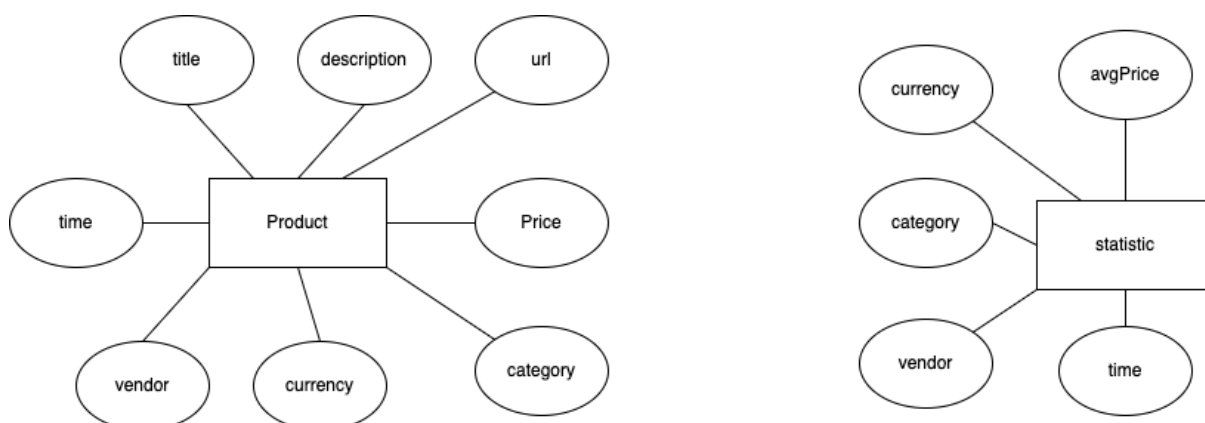 title
description
url
currency
avgPrice
time
Product
Price
category
statistic
vendor
currency
category
vendor
time